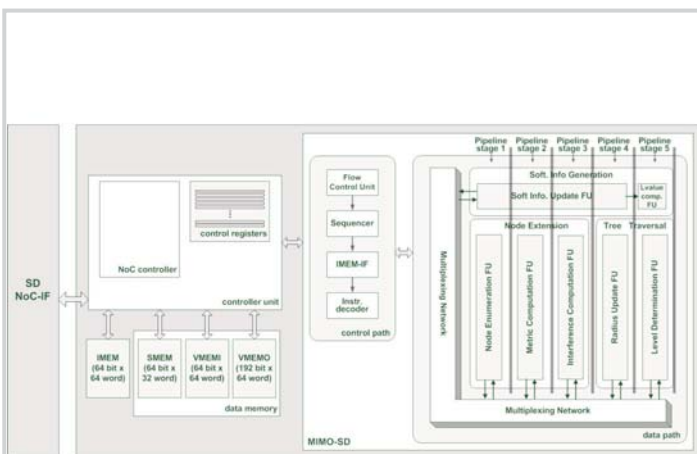 SD
NoC-IF
NoC controller
control registers
controller unit
IMEM
(64 bit x
64 word)
SMEM
(64 bit x
32 word)
VMEMI
(64 bit x
64 word)
VMEMO
(192 bit x
64 word)
data memory
MIMO-SD
Flow
Control Unit
Sequencer
IMEM-IF
Instr.
decoder
control path
Pipeline
stage 1
Pipeline
stage 2
Pipeline
stage 3
Pipeline
stage 4
Pipeline
stage 5
Soft. Info Generation
Soft Info. Update FU
Lvalue
comp.
FU
Multiplexing Network
Node Extension
Node Enumeration FU
Metric Computation FU
Interference Computation FU
Tree Traversal
Radius Update FU
Level Determination FU
Multiplexing Network
data path